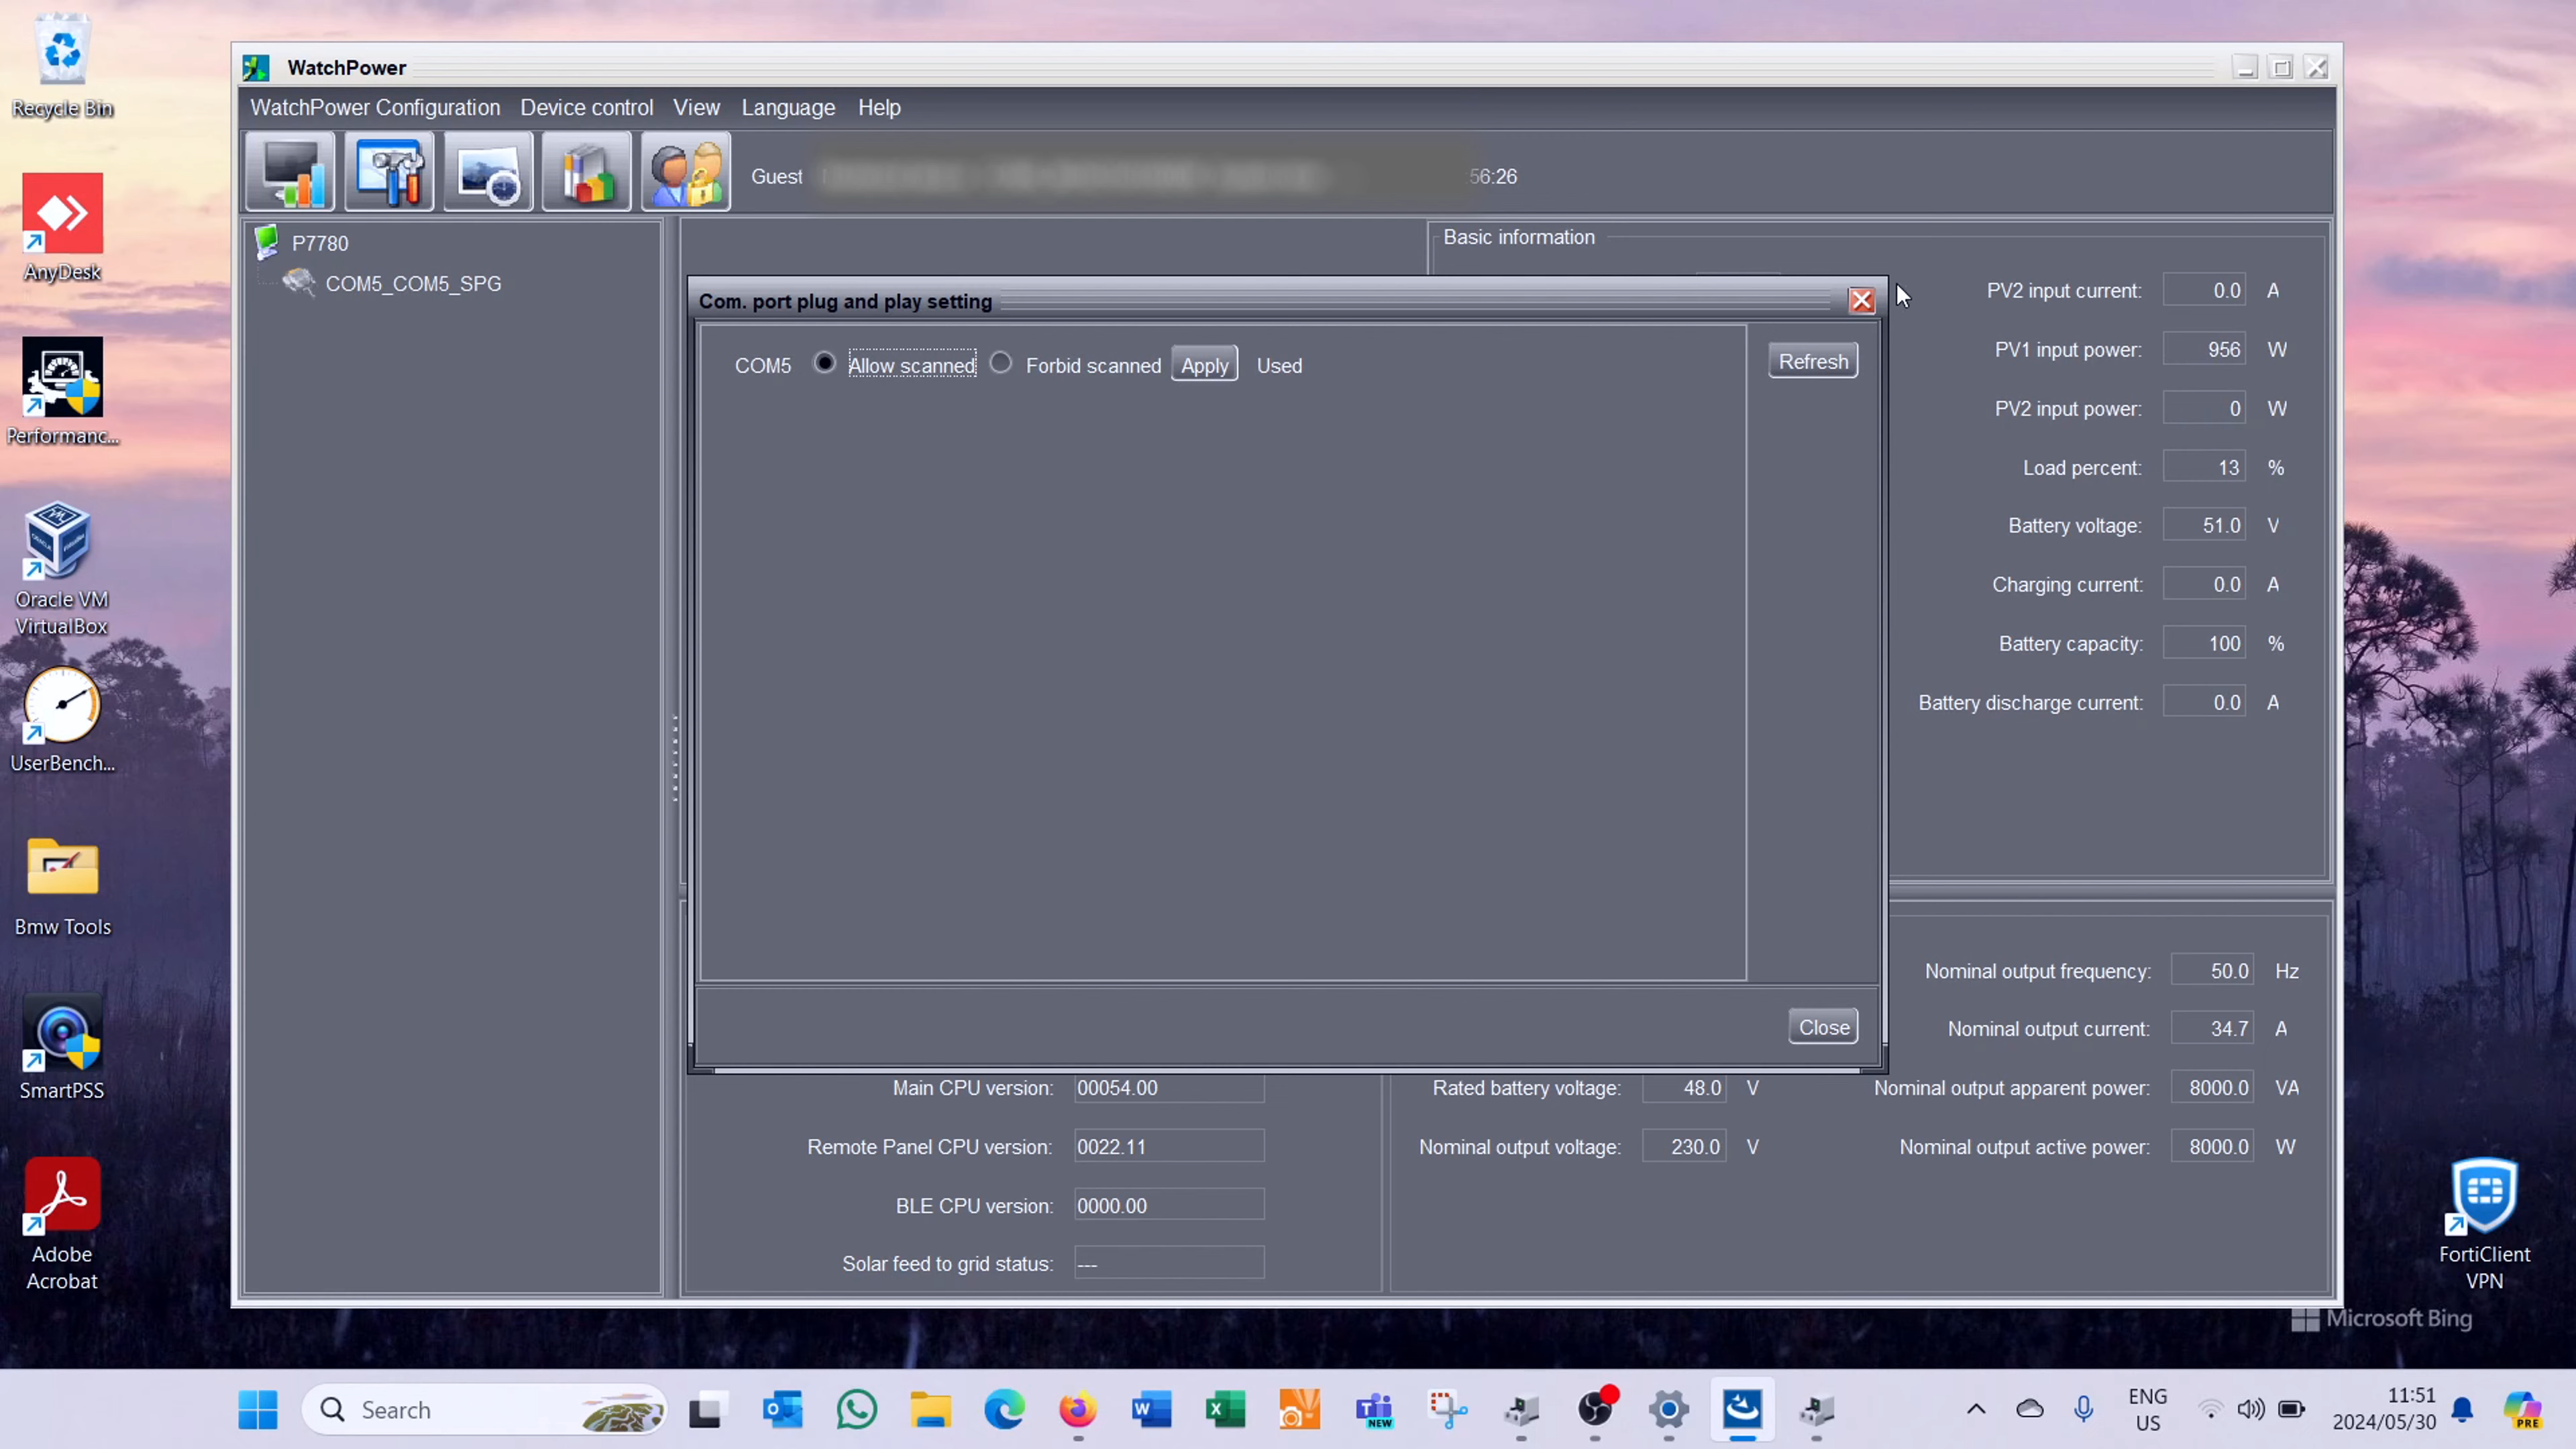 Recycle Bin
AnyDesk
Performanc...
Oracle VM
VirtualBox
UserBench...
Bmw Tools
SmartPSS
Adobe
Acrobat
WatchPower
WatchPower Configuration Device control View Language Help
Guest 56:26
P7780
COM5_COM5_SPG
Basic information
Com. port plug and play setting
COM5 Allow scanned Forbid scanned Apply Used
Refresh
Close
PV2 input current: 0.0 A
PV1 input power: 956 W
PV2 input power: 0 W
Load percent: 13 %
Battery voltage: 51.0 V
Charging current: 0.0 A
Battery capacity: 100 %
Battery discharge current: 0.0 A
Main CPU version: 00054.00
Remote Panel CPU version: 0022.11
BLE CPU version: 0000.00
Solar feed to grid status: ---
Rated battery voltage: 48.0 V
Nominal output voltage: 230.0 V
Nominal output frequency: 50.0 Hz
Nominal output current: 34.7 A
Nominal output apparent power: 8000.0 VA
Nominal output active power: 8000.0 W
FortiClient
VPN
Microsoft Bing
Search
NEW
ENG
US
11:51
2024/05/30
PRE